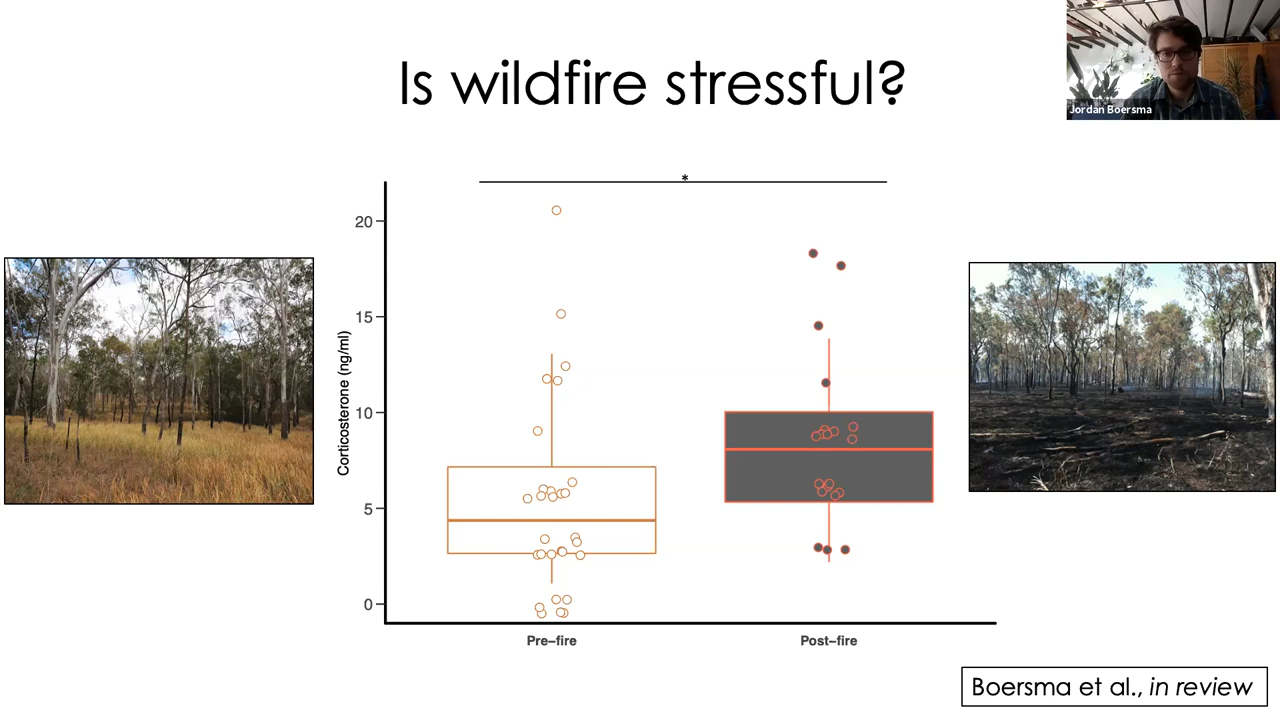 Is wildfire stressful?
Jordan Boersma
*
20
15
10
5
0
Corticosterone (ng/ml)
Pre–fire
Post–fire
Boersma et al., in review